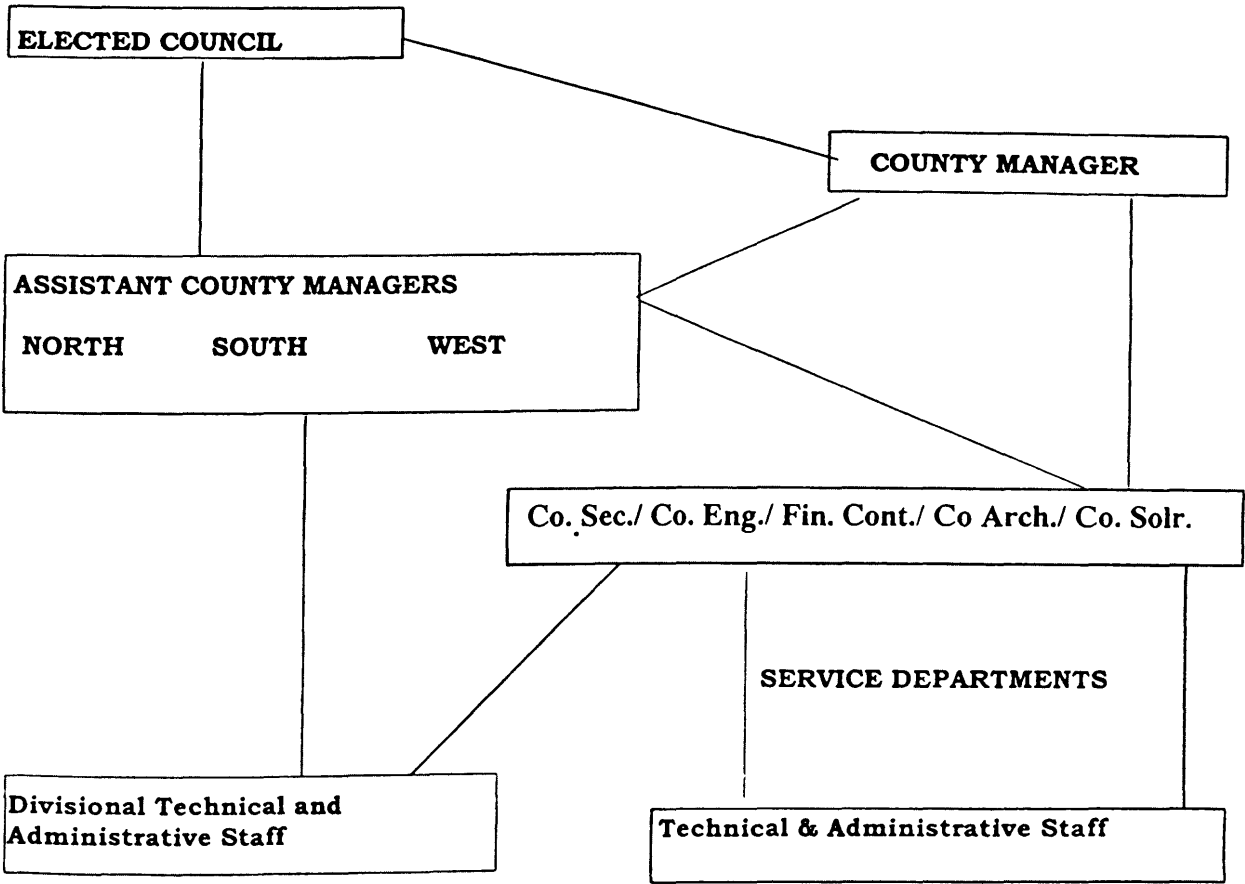 ELECTED COUNCIL
COUNTY MANAGER
ASSISTANT COUNTY MANAGERS
NORTH SOUTH WEST
Co. Sec./ Co. Eng./ Fin. Cont./ Co Arch./ Co. Solr.
SERVICE DEPARTMENTS
Divisional Technical and
Administrative Staff
Technical & Administrative Staff